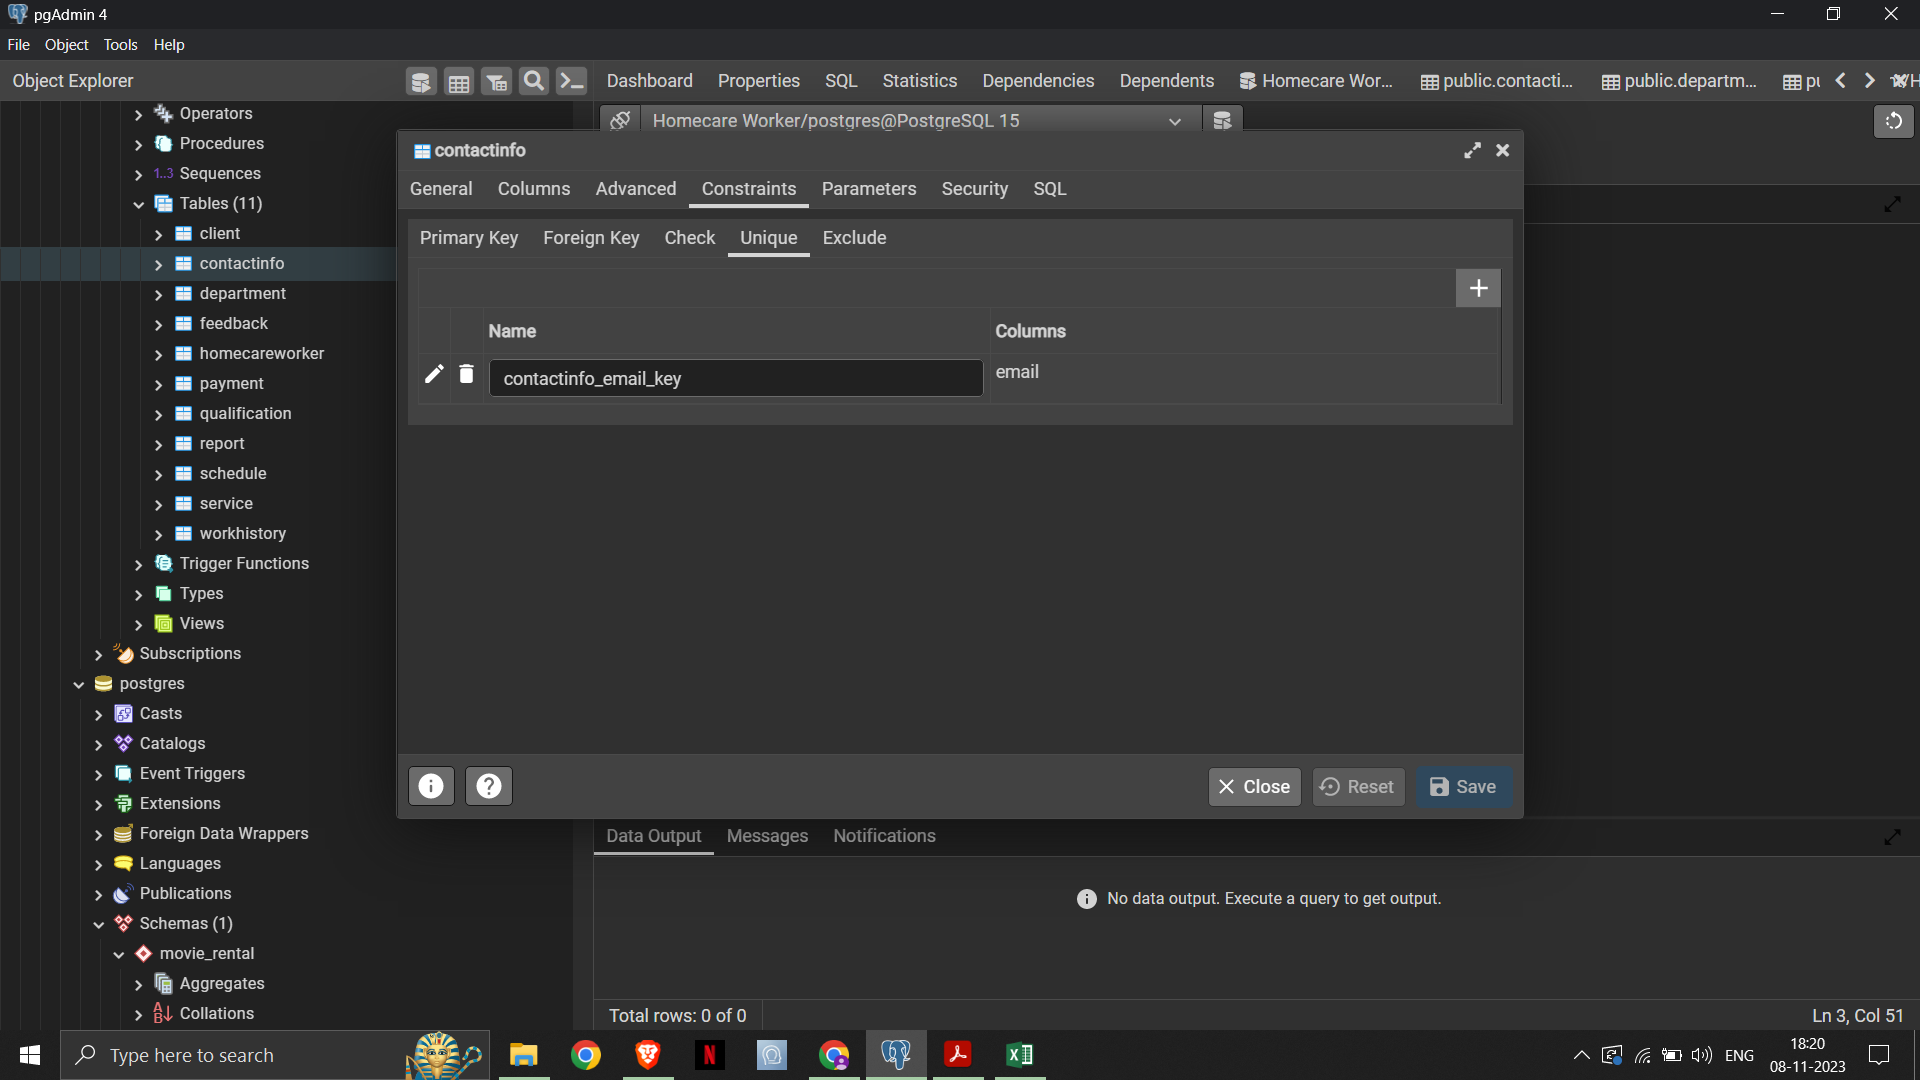 pgAdmin 4
File Object Tools Help
Object Explorer
Dashboard Properties SQL Statistics Dependencies Dependents Homecare Wor... public.contacti... public.departm...
Homecare Worker/postgres@PostgreSQL 15
Operators
Procedures
1..3 Sequences
Tables (11)
client
contactinfo
department
feedback
homecareworker
payment
qualification
report
schedule
service
workhistory
Trigger Functions
Types
Views
Subscriptions
postgres
Casts
Catalogs
Event Triggers
Extensions
Foreign Data Wrappers
Languages
Publications
Schemas (1)
movie_rental
Aggregates
Collations
contactinfo
General Columns Advanced Constraints Parameters Security SQL
Primary Key Foreign Key Check Unique Exclude
Name Columns
contactinfo_email_key email
Close Reset Save
Data Output Messages Notifications
No data output. Execute a query to get output.
Total rows: 0 of 0
Ln 3, Col 51
Type here to search
ENG
18:20
08-11-2023